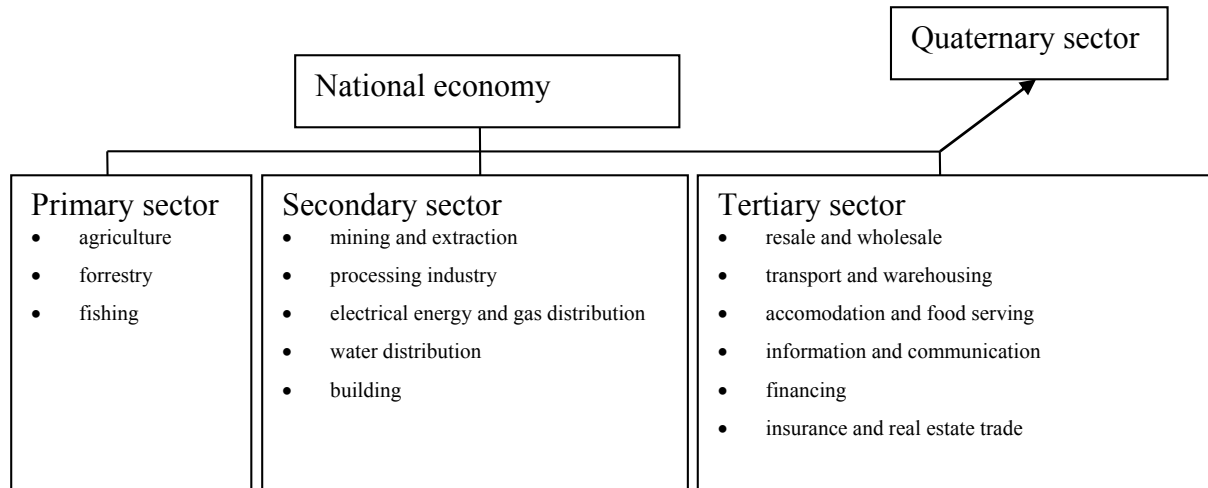 Quaternary sector
National economy
Primary sector
• agriculture
• forrestry
• fishing
Secondary sector
• mining and extraction
• processing industry
• electrical energy and gas distribution
• water distribution
• building
Tertiary sector
• resale and wholesale
• transport and warehousing
• accomodation and food serving
• information and communication
• financing
• insurance and real estate trade